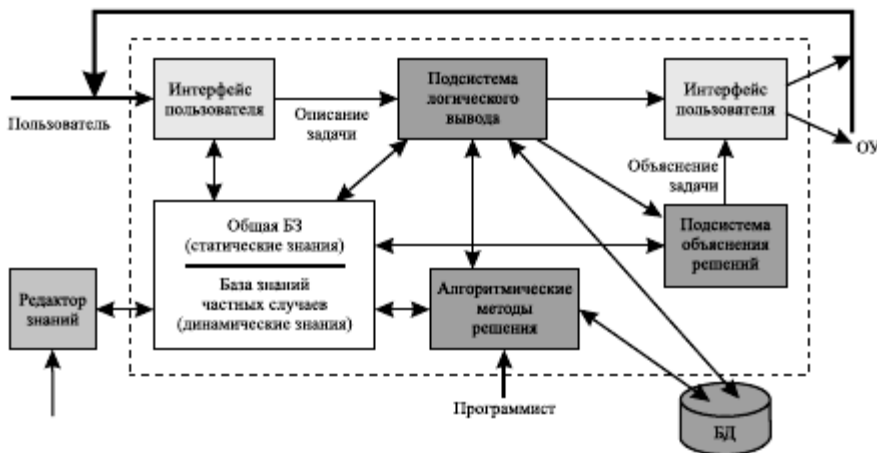 Пользователь
Интерфейс
пользователя
Описание
задачи
Подсистема
логического
вывода
Интерфейс
пользователя
ОУ
Объяснение
задачи
Общая БЗ
(статические знания)
База знаний
частных случаев
(динамические знания)
Подсистема
объяснения
решений
Редактор
знаний
Алгоритмические
методы
решения
Программист
БД